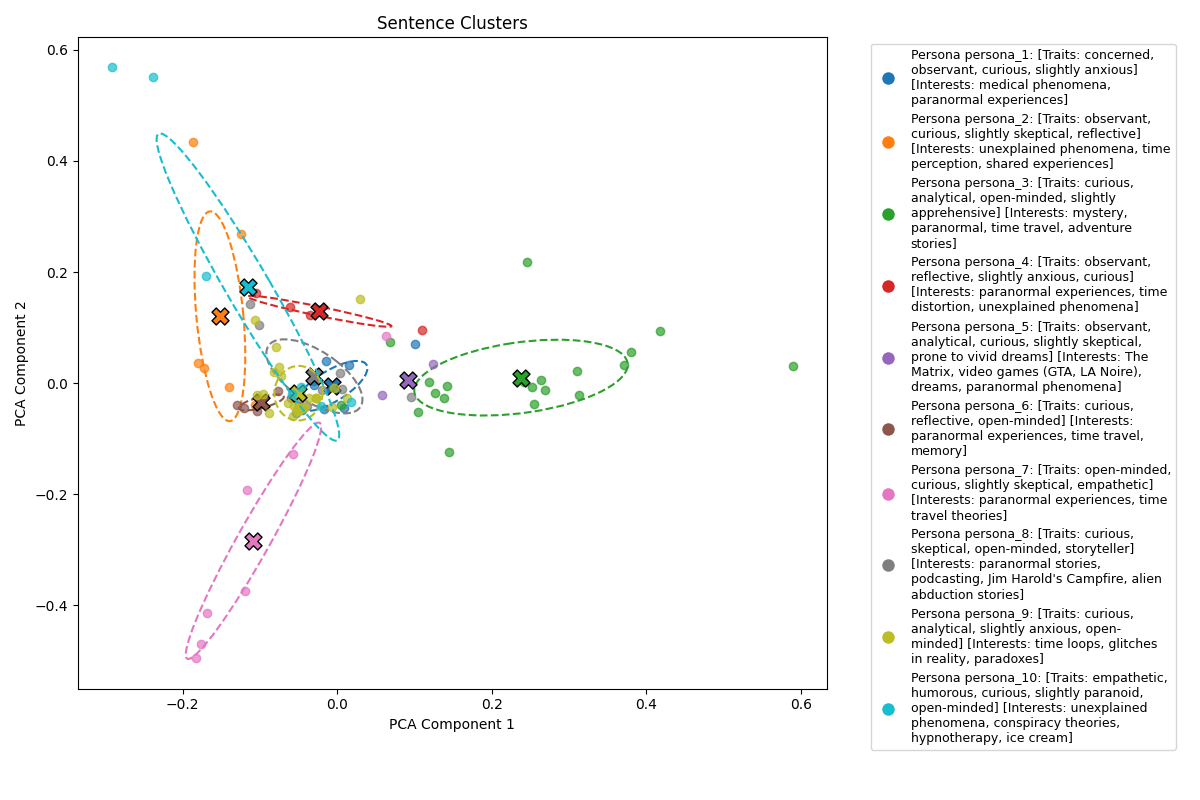 Sentence Clusters
0.6
0.4
0.2
0.0
−0.2
−0.4
PCA Component 2
−0.2
0.0
0.2
0.4
0.6
PCA Component 1
Persona persona_1: [Traits: concerned,
observant, curious, slightly anxious]
[Interests: medical phenomena,
paranormal experiences]
Persona persona_2: [Traits: observant,
curious, slightly skeptical, reflective]
[Interests: unexplained phenomena, time
perception, shared experiences]
Persona persona_3: [Traits: curious,
analytical, open-minded, slightly
apprehensive] [Interests: mystery,
paranormal, time travel, adventure
stories]
Persona persona_4: [Traits: observant,
reflective, slightly anxious, curious]
[Interests: paranormal experiences, time
distortion, unexplained phenomena]
Persona persona_5: [Traits: observant,
analytical, curious, slightly skeptical,
prone to vivid dreams] [Interests: The
Matrix, video games (GTA, LA Noire),
dreams, paranormal phenomena]
Persona persona_6: [Traits: curious,
reflective, open-minded] [Interests:
paranormal experiences, time travel,
memory]
Persona persona_7: [Traits: open-minded,
curious, slightly skeptical, empathetic]
[Interests: paranormal experiences, time
travel theories]
Persona persona_8: [Traits: curious,
skeptical, open-minded, storyteller]
[Interests: paranormal stories,
podcasting, Jim Harold's Campfire, alien
abduction stories]
Persona persona_9: [Traits: curious,
analytical, slightly anxious, open-
minded] [Interests: time loops, glitches
in reality, paradoxes]
Persona persona_10: [Traits: empathetic,
humorous, curious, slightly paranoid,
open-minded] [Interests: unexplained
phenomena, conspiracy theories,
hypnotherapy, ice cream]